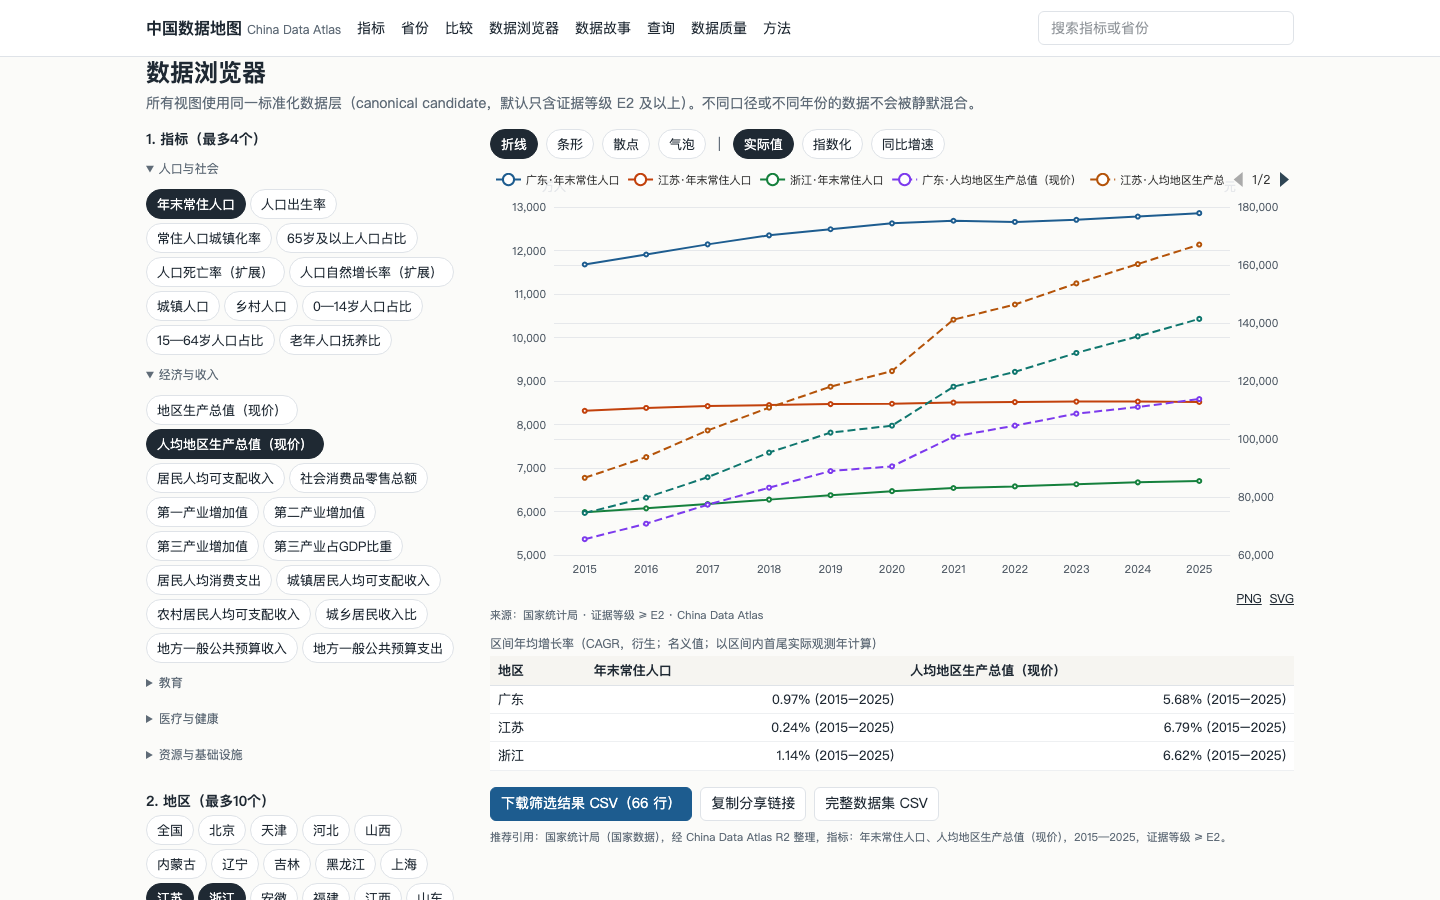 中国数据地图 China Data Atlas 指标 省份 比较 数据浏览器 数据故事 查询 数据质量 方法 搜索指标或省份
数据浏览器
所有视图使用同一标准化数据层（canonical candidate，默认只含证据等级 E2 及以上）。不同口径或不同年份的数据不会被静默混合。
1. 指标（最多4个）
▼ 人口与社会
年末常住人口 人口出生率
常住人口城镇化率 65岁及以上人口占比
人口死亡率（扩展） 人口自然增长率（扩展）
城镇人口 乡村人口 0—14岁人口占比
15—64岁人口占比 老年人口抚养比
▼ 经济与收入
地区生产总值（现价）
人均地区生产总值（现价）
居民人均可支配收入 社会消费品零售总额
第一产业增加值 第二产业增加值
第三产业增加值 第三产业占GDP比重
居民人均消费支出 城镇居民人均可支配收入
农村居民人均可支配收入 城乡居民收入比
地方一般公共预算收入 地方一般公共预算支出
▶ 教育
▶ 医疗与健康
▶ 资源与基础设施
2. 地区（最多10个）
全国 北京 天津 河北 山西
内蒙古 辽宁 吉林 黑龙江 上海
江苏 浙江 安徽 福建 江西 山东
折线 条形 散点 气泡 | 实际值 指数化 同比增速
广东·年末常住人口 江苏·年末常住人口 浙江·年末常住人口 广东·人均地区生产总值（现价） 江苏·人均地区生产总 1/2
万人 元
13,000 180,000
12,000 160,000
11,000
10,000 140,000
9,000 120,000
8,000 100,000
7,000
6,000 80,000
5,000 60,000
2015 2016 2017 2018 2019 2020 2021 2022 2023 2024 2025
PNG SVG
来源：国家统计局 · 证据等级 ≥ E2 · China Data Atlas
区间年均增长率（CAGR，衍生；名义值；以区间内首尾实际观测年计算）
地区 年末常住人口 人均地区生产总值（现价）
广东 0.97% (2015—2025) 5.68% (2015—2025)
江苏 0.24% (2015—2025) 6.79% (2015—2025)
浙江 1.14% (2015—2025) 6.62% (2015—2025)
下载筛选结果 CSV（66 行） 复制分享链接 完整数据集 CSV
推荐引用：国家统计局（国家数据），经 China Data Atlas R2 整理，指标：年末常住人口、人均地区生产总值（现价），2015—2025，证据等级 ≥ E2。